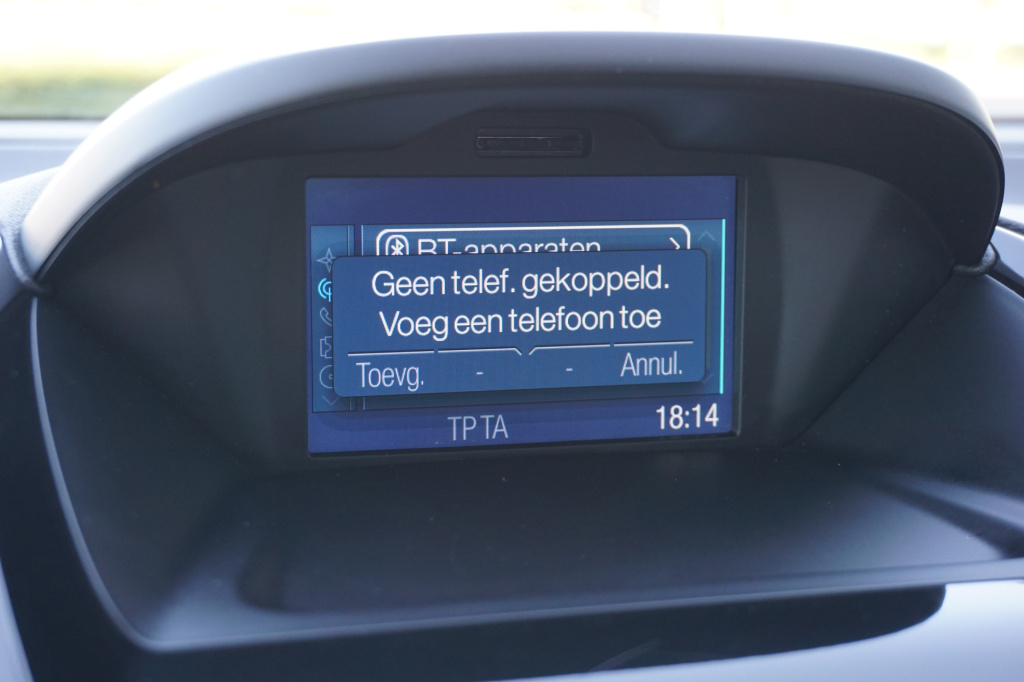 BT-apparaten
Geen telef. gekoppeld.
Voeg een telefoon toe
Toevg. - - Annul.
TP TA 18:14